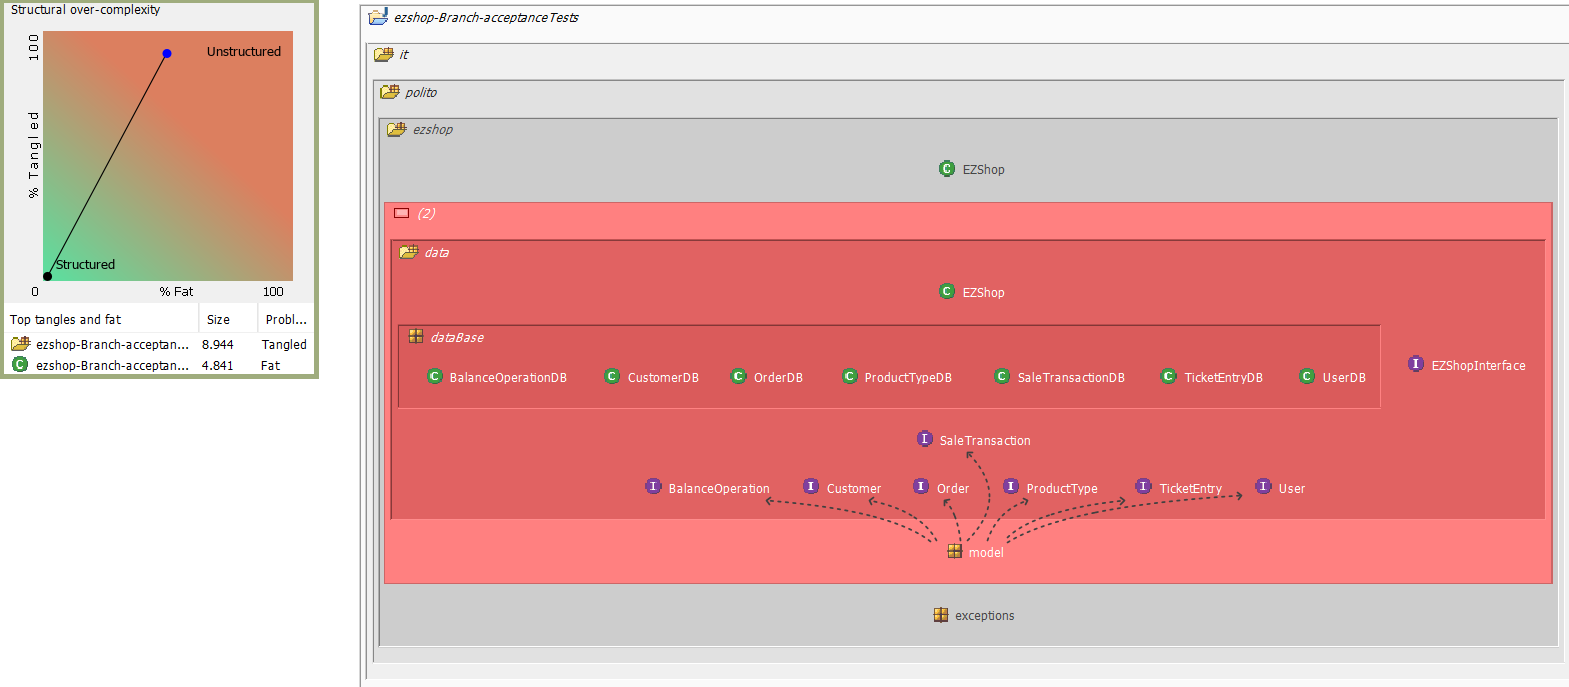 Structural over-complexity
100
% Tangled
Unstructured
Structured
0 % Fat 100
Top tangles and fat Size Probl...
ezshop-Branch-acceptan... 8.944 Tangled
C ezshop-Branch-acceptan... 4.841 Fat
ezshop-Branch-acceptanceTests
it
polito
ezshop
C EZShop
(2)
data
C EZShop
dataBase
C BalanceOperationDB C CustomerDB C OrderDB C ProductTypeDB C SaleTransactionDB C TicketEntryDB C UserDB
I EZShopInterface
I SaleTransaction
I BalanceOperation I Customer I Order I ProductType I TicketEntry I User
model
exceptions